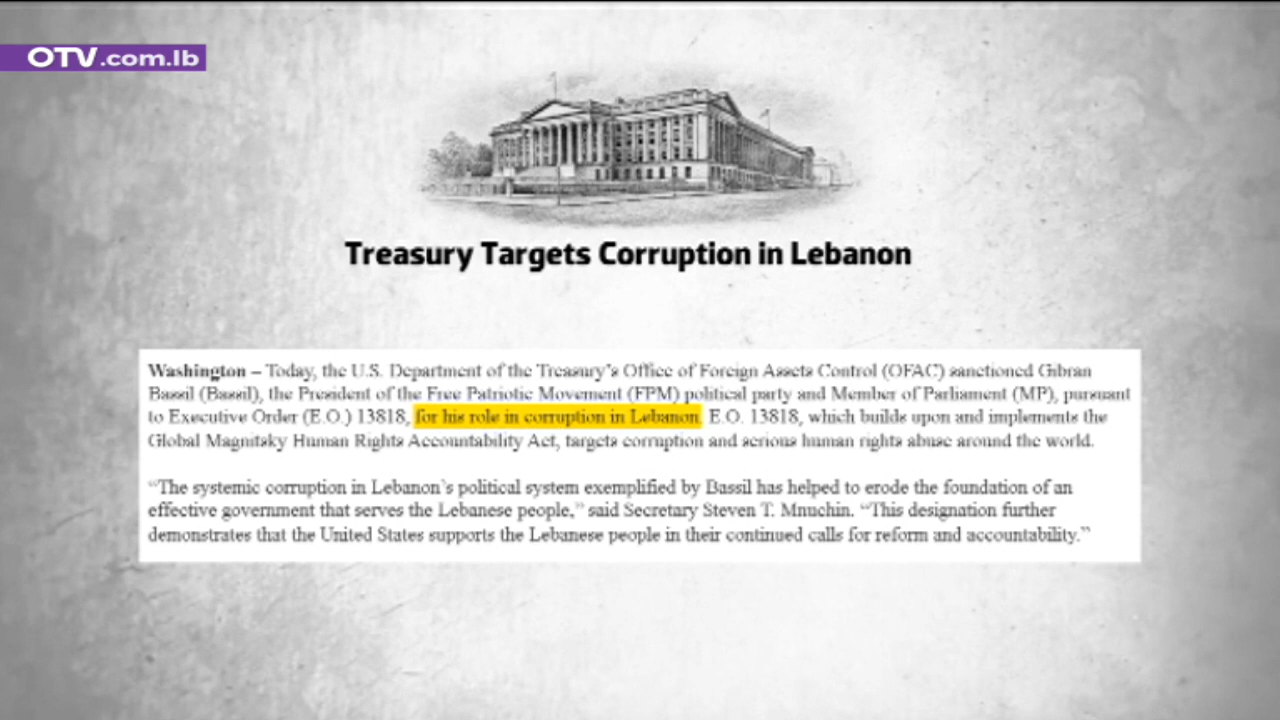 OTV.com.lb
Treasury Targets Corruption in Lebanon
Washington – Today, the U.S. Department of the Treasury's Office of Foreign Assets Control (OFAC) sanctioned Gibran
Bassil (Bassil), the President of the Free Patriotic Movement (FPM) political party and Member of Parliament (MP), pursuant
to Executive Order (E.O.) 13818, for his role in corruption in Lebanon. E.O. 13818, which builds upon and implements the
Global Magnitsky Human Rights Accountability Act, targets corruption and serious human rights abuse around the world.
“The systemic corruption in Lebanon's political system exemplified by Bassil has helped to erode the foundation of an
effective government that serves the Lebanese people,” said Secretary Steven T. Mnuchin. “This designation further
demonstrates that the United States supports the Lebanese people in their continued calls for reform and accountability.”